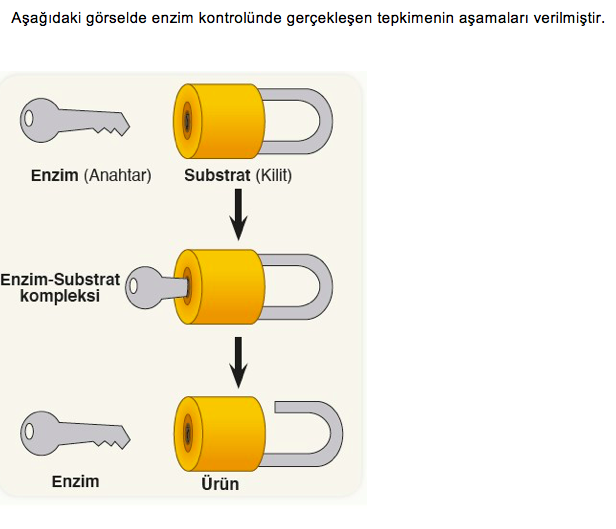 Aşağıdaki görselde enzim kontrolünde gerçekleşen tepkimenin aşamaları verilmiştir.
Enzim (Anahtar)
Substrat (Kilit)
Enzim-Substrat
kompleksi
Enzim
Ürün